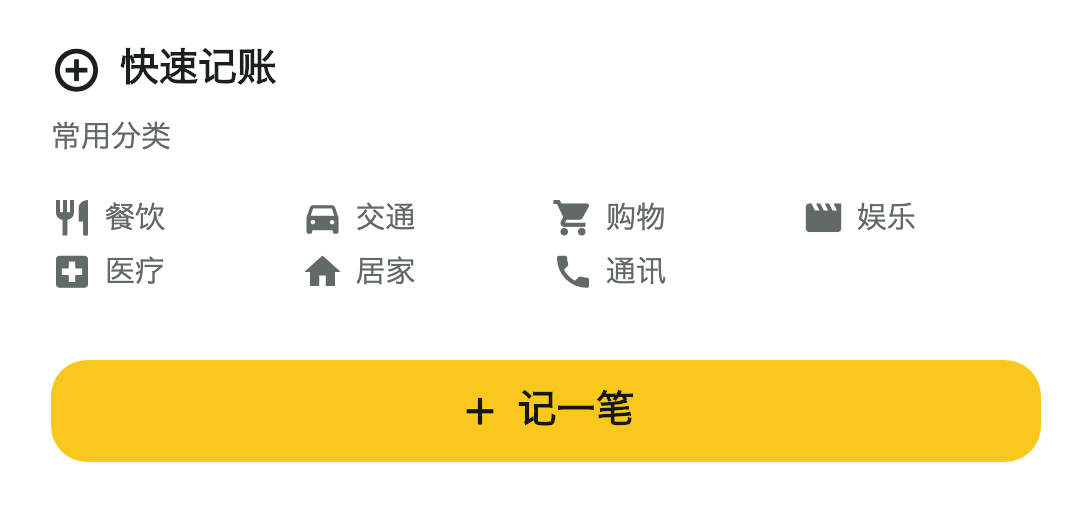 快速记账
常用分类
餐饮 交通 购物 娱乐
医疗 居家 通讯
+ 记一笔